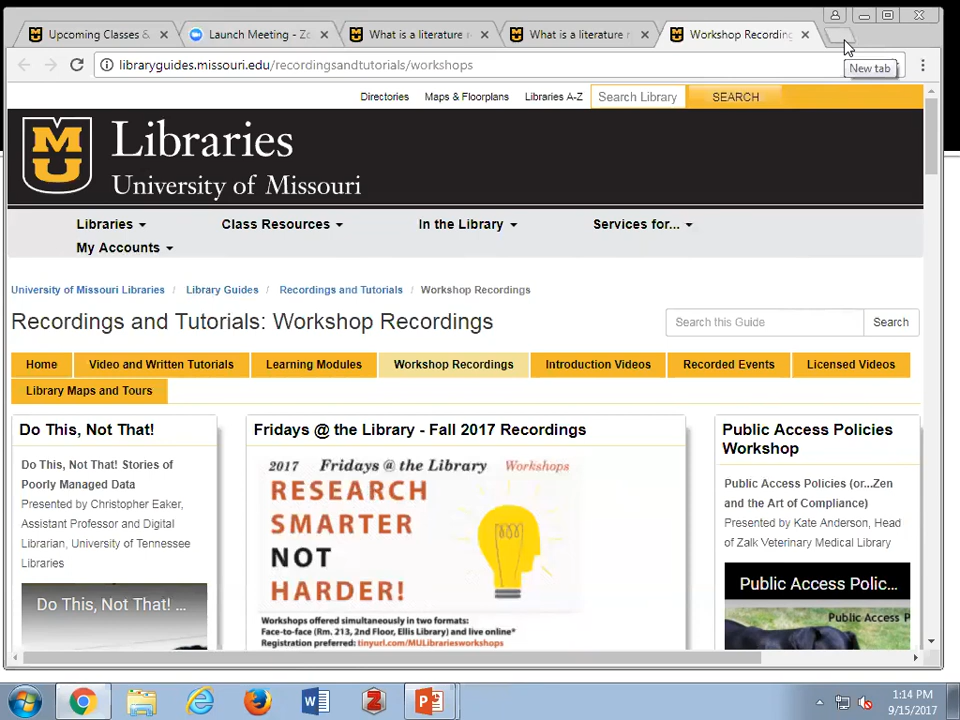 Upcoming Classes &
Launch Meeting - Zo
What is a literature r
What is a literature r
Workshop Recording
New tab
libraryguides.missouri.edu/recordingsandtutorials/workshops
Directories
Maps & Floorplans
Libraries A-Z
Search Library
SEARCH
MU
Libraries
University of Missouri
Libraries
Class Resources
In the Library
Services for...
My Accounts
University of Missouri Libraries / Library Guides / Recordings and Tutorials / Workshop Recordings
Recordings and Tutorials: Workshop Recordings
Search this Guide
Search
Home
Video and Written Tutorials
Learning Modules
Workshop Recordings
Introduction Videos
Recorded Events
Licensed Videos
Library Maps and Tours
Do This, Not That!
Do This, Not That! Stories of
Poorly Managed Data
Presented by Christopher Eaker,
Assistant Professor and Digital
Librarian, University of Tennessee
Libraries
Do This, Not That! ...
Fridays @ the Library - Fall 2017 Recordings
2017 Fridays @ the Library Workshops
RESEARCH
SMARTER
NOT
HARDER!
Workshops offered simultaneously in two formats:
Face-to-face (Rm. 213, 2nd Floor, Ellis Library) and live online*
Registration preferred: tinyurl.com/MULibrariesworkshops
Public Access Policies
Workshop
Public Access Policies (or...Zen
and the Art of Compliance)
Presented by Kate Anderson, Head
of Zalk Veterinary Medical Library
Public Access Polic...
Public Access P
1:14 PM
9/15/2017